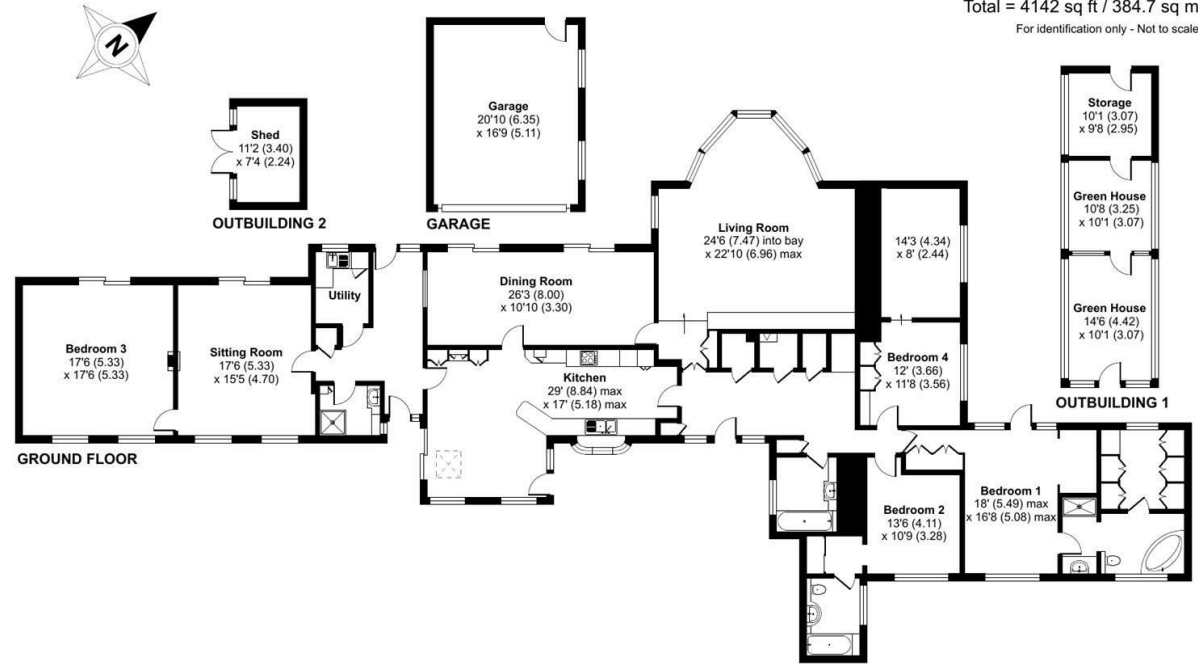 Total = 4142 sq ft / 384.7 sq m
For identification only - Not to scale
N
Garage
20'10 (6.35)
x 16'9 (5.11)
GARAGE
Shed
11'2 (3.40)
x 7'4 (2.24)
OUTBUILDING 2
Storage
10'1 (3.07)
x 9'8 (2.95)
Green House
10'8 (3.25)
x 10'1 (3.07)
Green House
14'6 (4.42)
x 10'1 (3.07)
OUTBUILDING 1
Living Room
24'6 (7.47) into bay
x 22'10 (6.96) max
14'3 (4.34)
x 8' (2.44)
Utility
Dining Room
26'3 (8.00)
x 10'10 (3.30)
Bedroom 3
17'6 (5.33)
x 17'6 (5.33)
Sitting Room
17'6 (5.33)
x 15'5 (4.70)
Kitchen
29' (8.84) max
x 17' (5.18) max
Bedroom 4
12' (3.66)
x 11'8 (3.56)
GROUND FLOOR
Bedroom 2
13'6 (4.11)
x 10'9 (3.28)
Bedroom 1
18' (5.49) max
x 16'8 (5.08) max